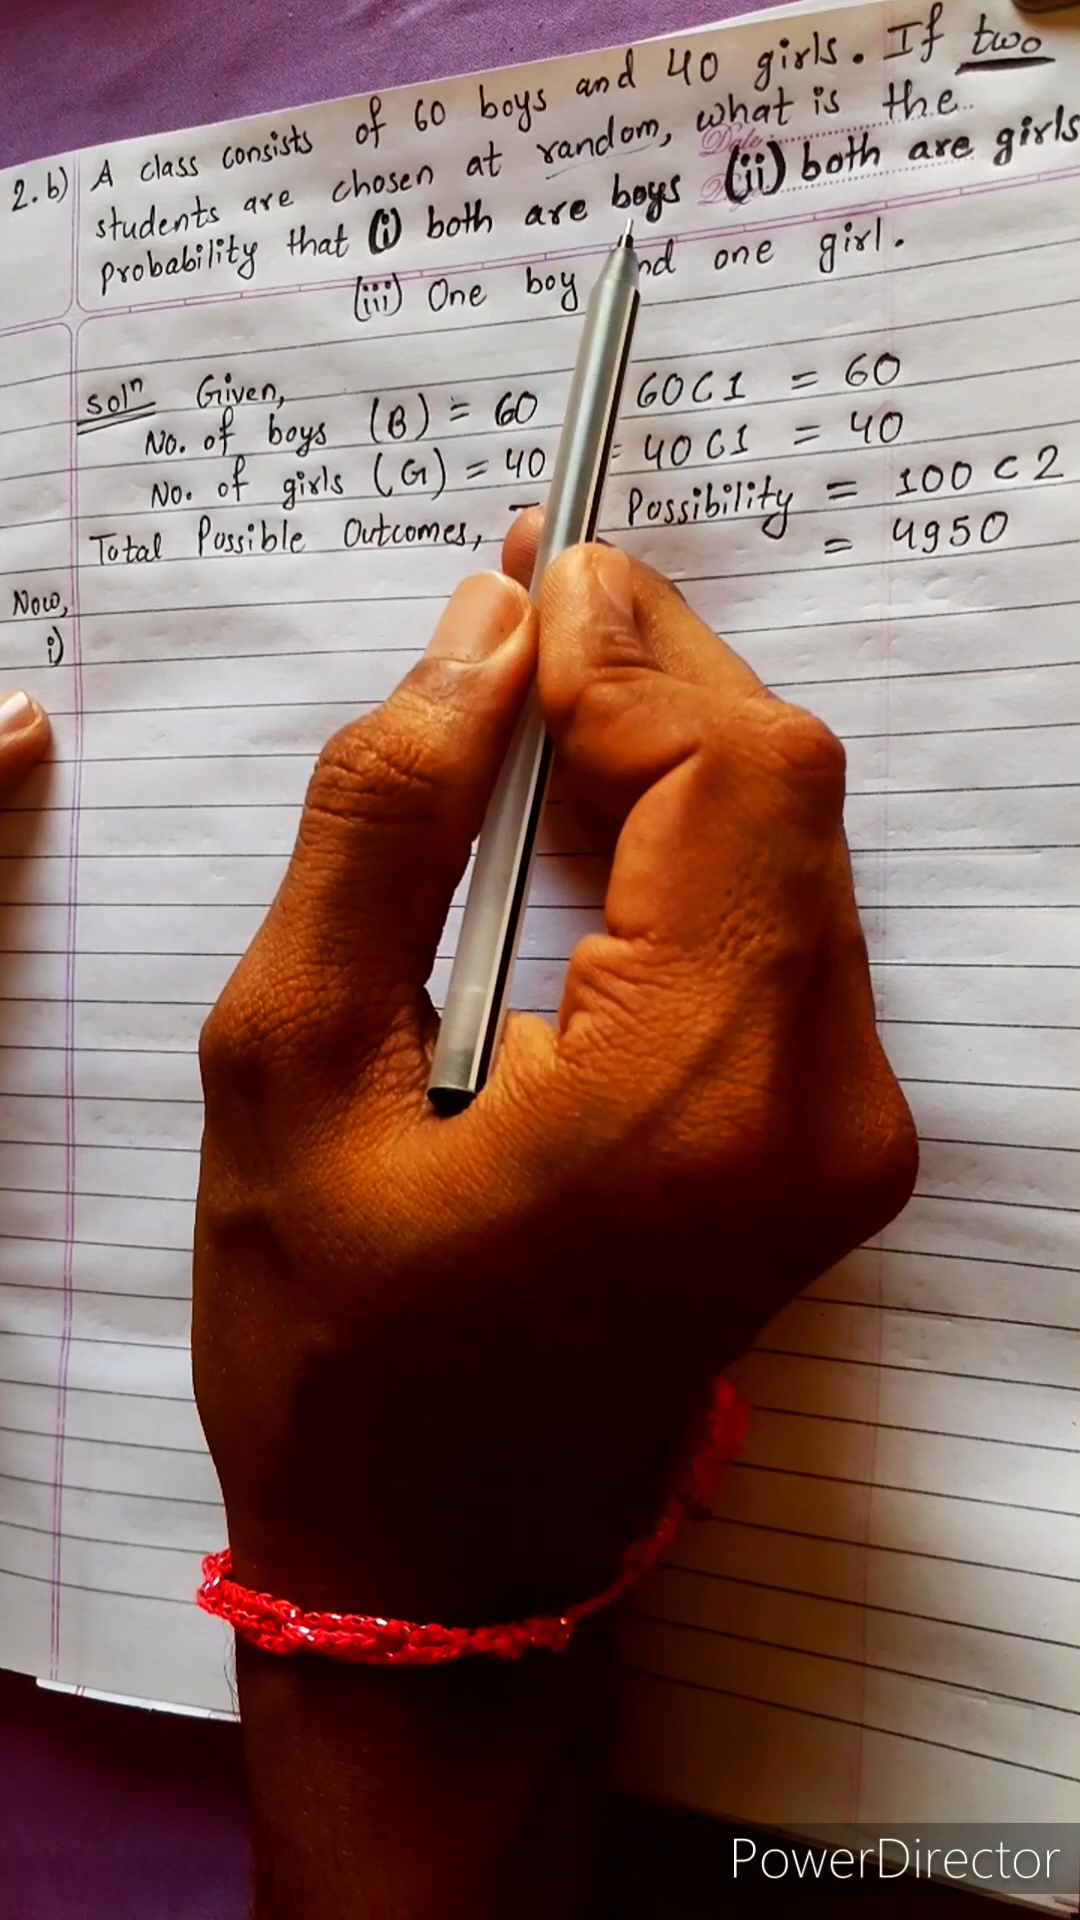 2.b) A class consists of 60 boys and 40 girls. If two
students are chosen at random, what is the
probability that (i) both are boys (ii) both are girls
(iii) One boy and one girl.
Soln Given,
No. of boys (B) = 60 60C1 = 60
No. of girls (G) = 40 = 40C1 = 40
Total Possible Outcomes, Possibility = 100C2
= 4950
Now,
i)
PowerDirector